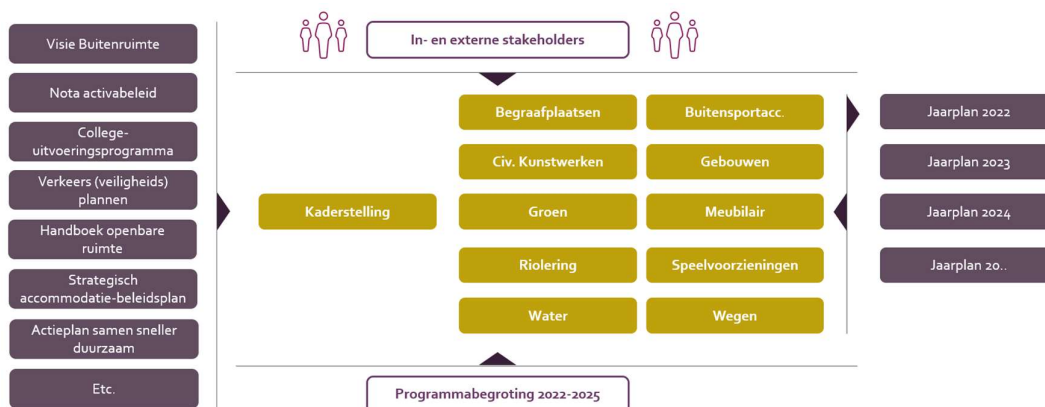 Visie Buitenruimte
Nota activabeleid
College-
uitvoeringsprogramma
Verkeers (veiligheids)
plannen
Handboek openbare
ruimte
Strategisch
accommodatie-beleidsplan
Actieplan samen sneller
duurzaam
Etc.
In- en externe stakeholders
Kaderstelling
Begraafplaatsen
Buitensportacc.
Civ. Kunstwerken
Gebouwen
Groen
Meubilair
Riolering
Speelvoorzieningen
Water
Wegen
Programmabegroting 2022-2025
Jaarplan 2022
Jaarplan 2023
Jaarplan 2024
Jaarplan 20..